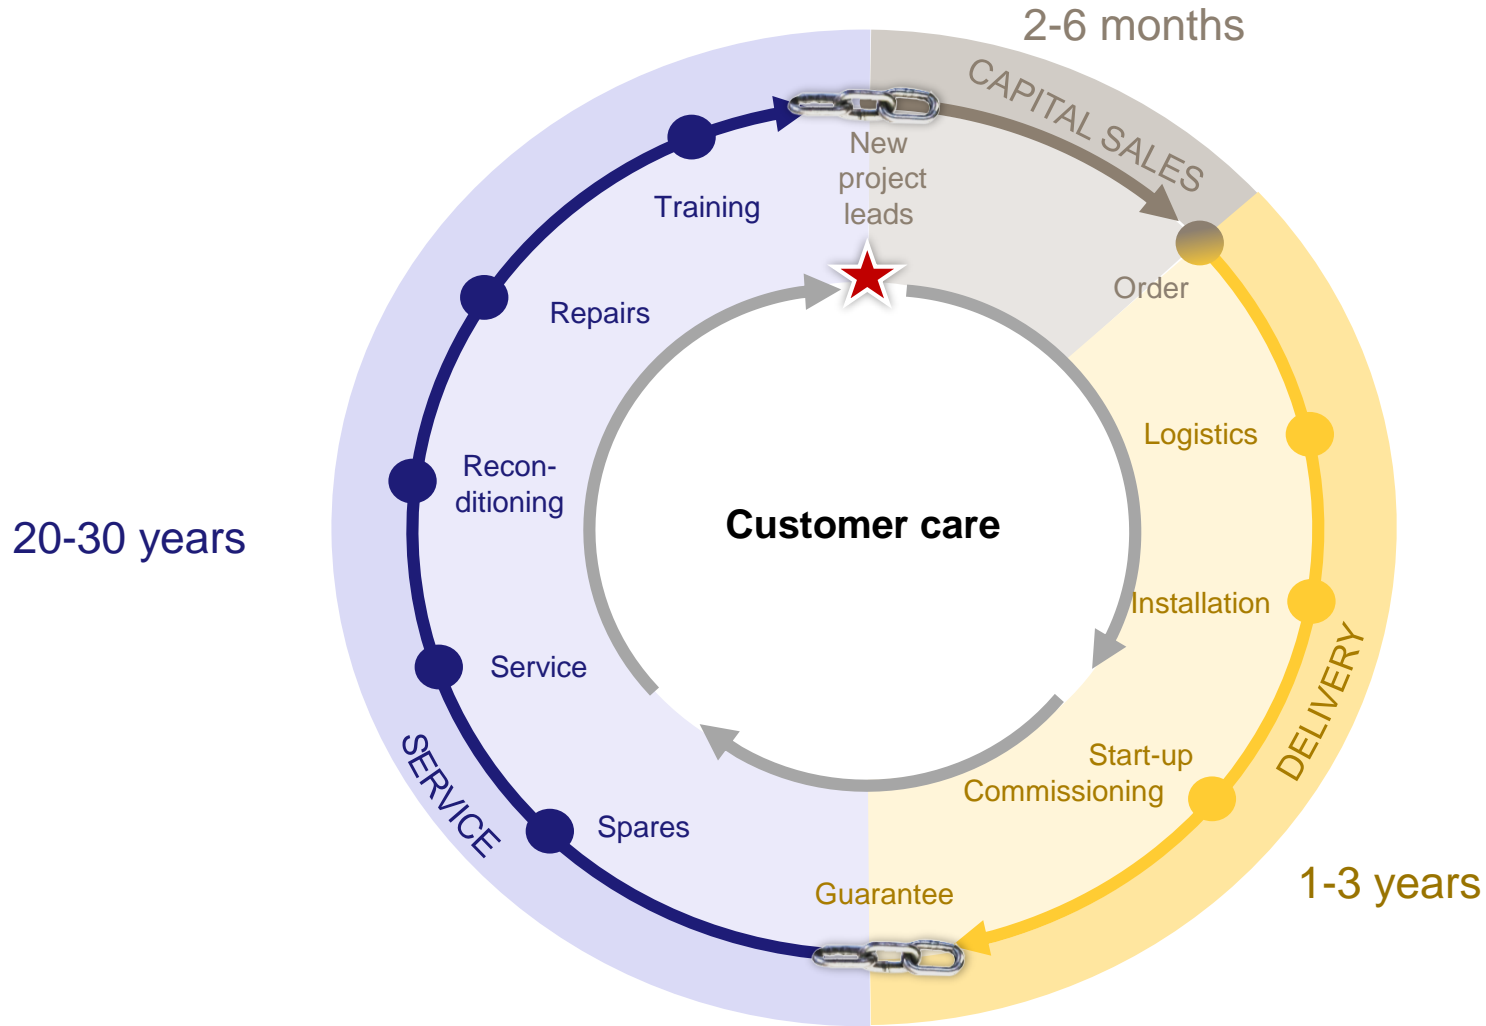 2-6 months
CAPITAL SALES
New
project
leads
Order
Training
Repairs
Logistics
Recon-
ditioning
Customer care
20-30 years
Installation
DELIVERY
Service
SERVICE
Start-up
Commissioning
Spares
Guarantee
1-3 years